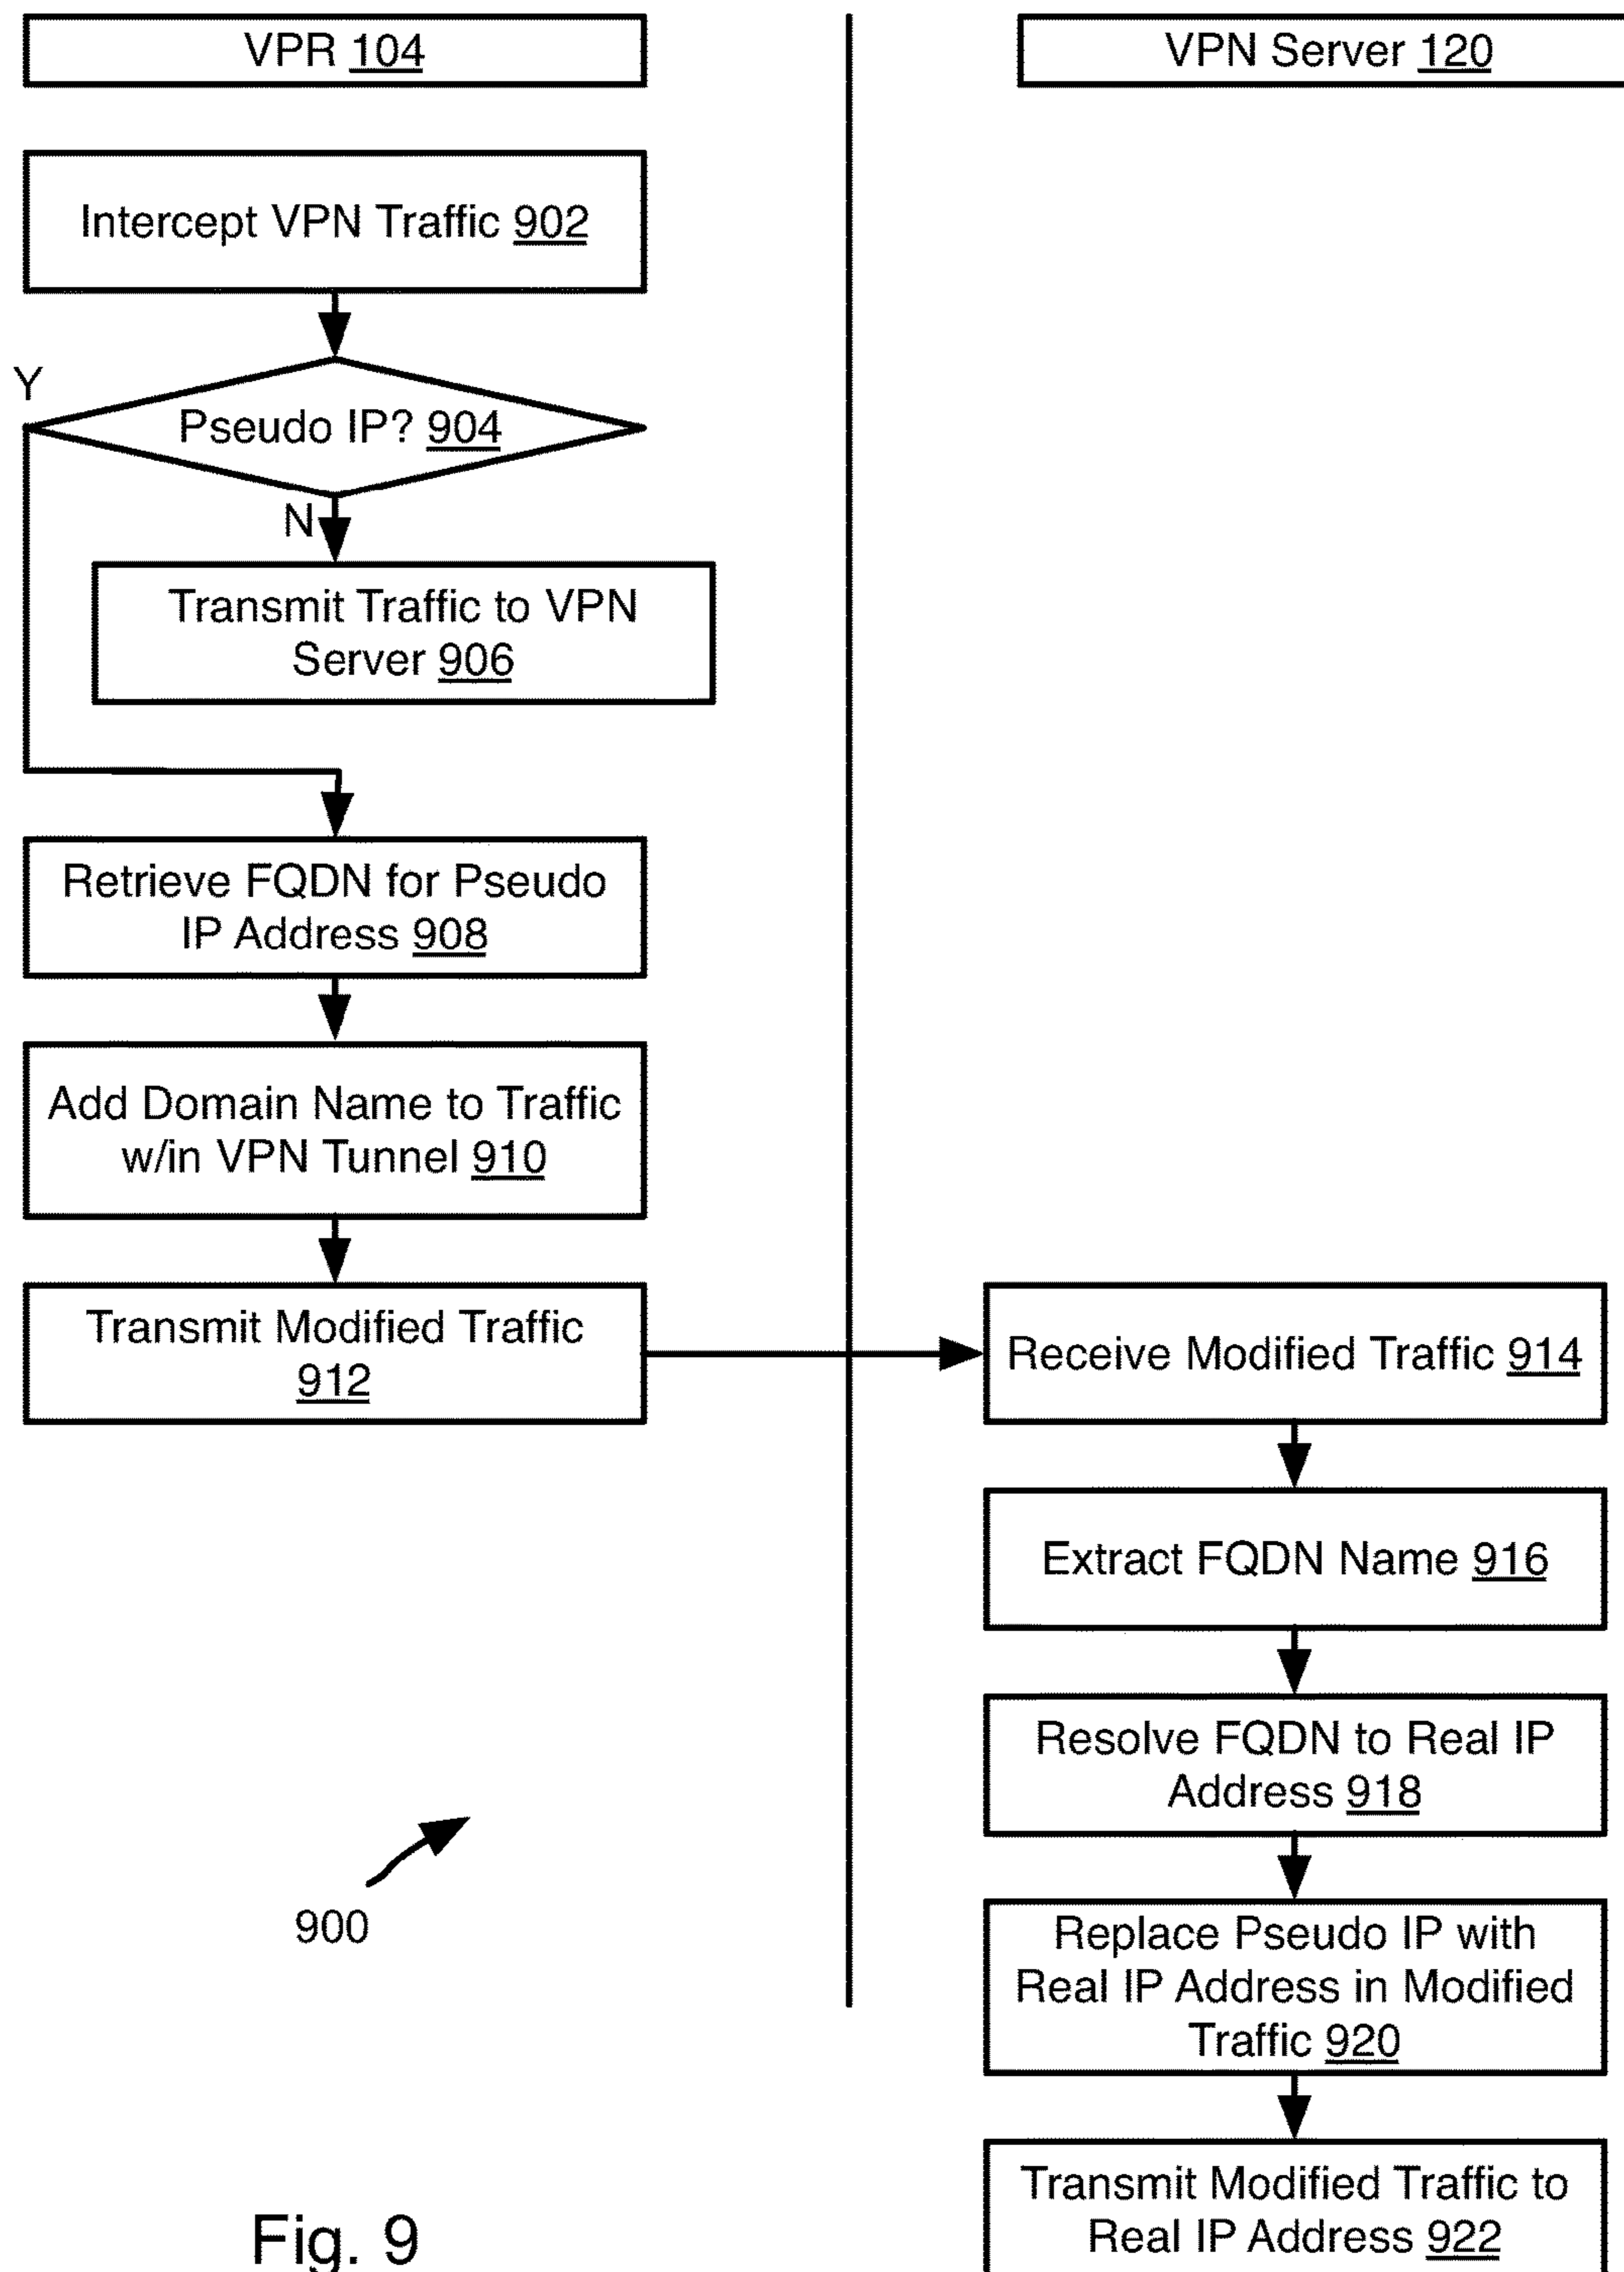 VPR 104
VPN Server 120
Intercept VPN Traffic 902
Y
Pseudo IP? 904
N
Transmit Traffic to VPN
Server 906
Retrieve FQDN for Pseudo
IP Address 908
Add Domain Name to Traffic
w/in VPN Tunnel 910
Transmit Modified Traffic
912
Receive Modified Traffic 914
Extract FQDN Name 916
Resolve FQDN to Real IP
Address 918
Replace Pseudo IP with
Real IP Address in Modified
Traffic 920
Transmit Modified Traffic to
Real IP Address 922
900
Fig. 9